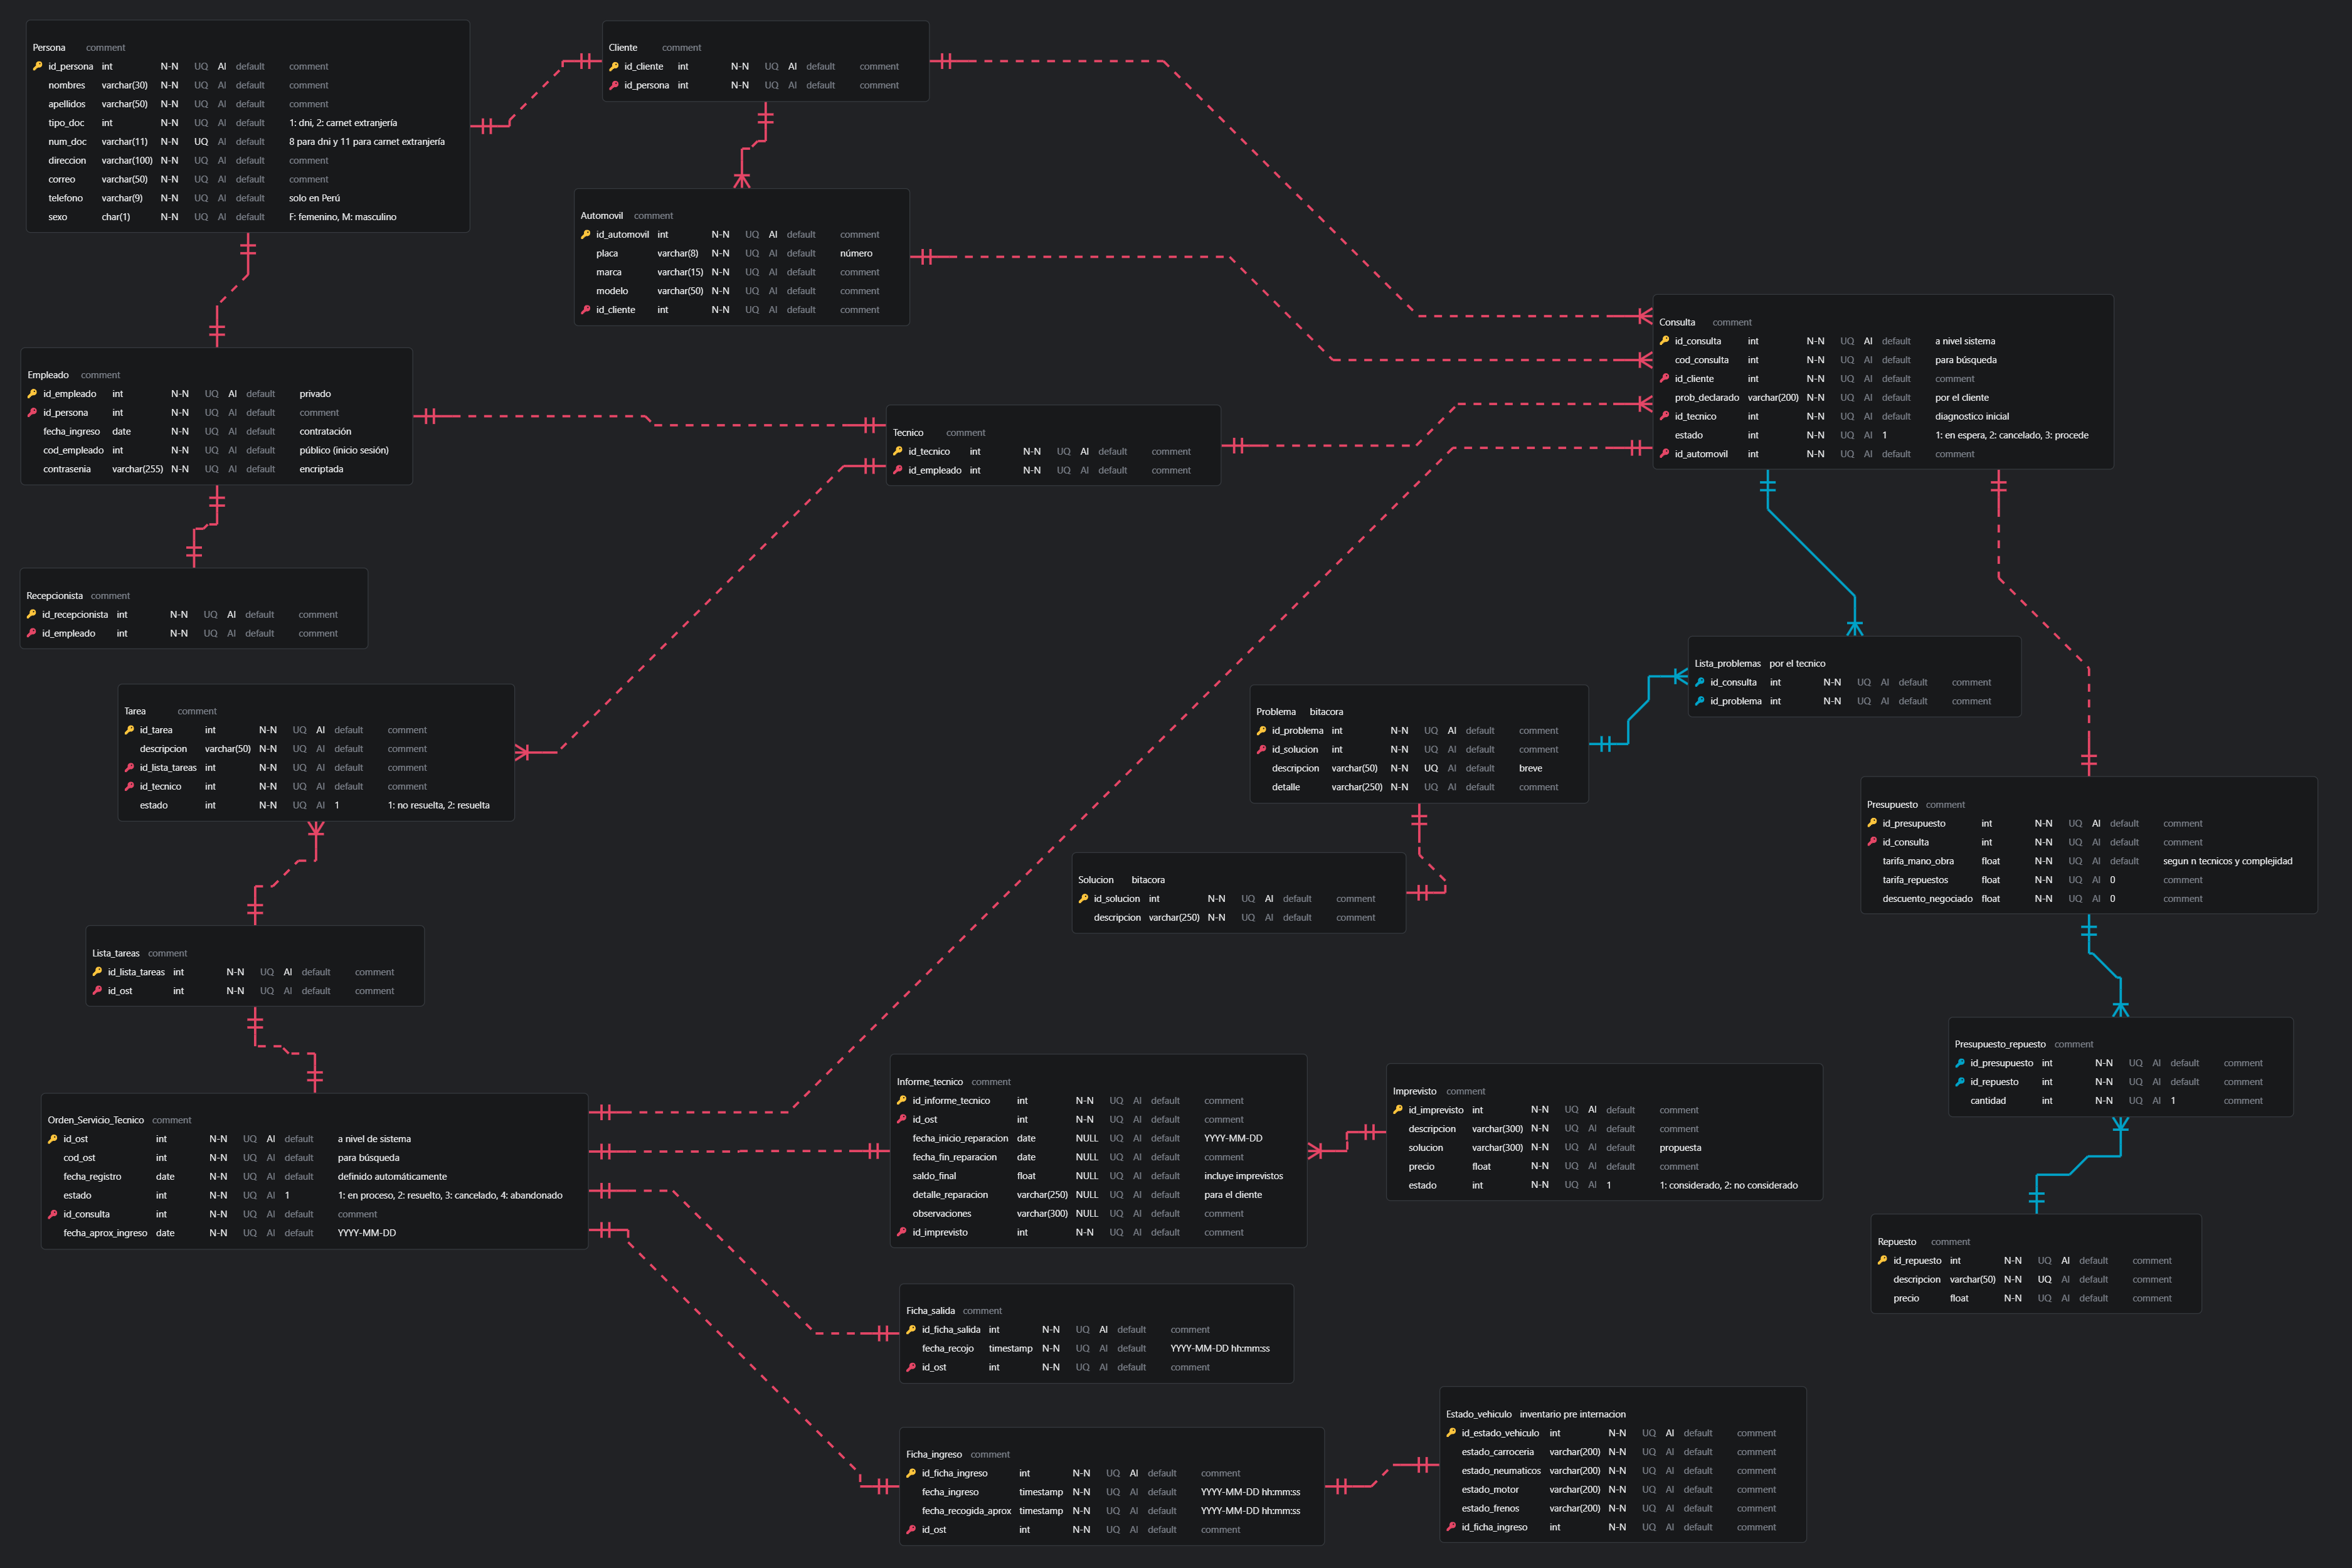 Persona comment
id_persona int N-N UQ AI default comment
nombres varchar(30) N-N UQ AI default comment
apellidos varchar(50) N-N UQ AI default comment
tipo_doc int N-N UQ AI default 1: dni, 2: carnet extranjería
num_doc varchar(11) N-N UQ AI default 8 para dni y 11 para carnet extranjería
direccion varchar(100) N-N UQ AI default comment
correo varchar(50) N-N UQ AI default comment
telefono varchar(9) N-N UQ AI default solo en Perú
sexo char(1) N-N UQ AI default F: femenino, M: masculino
Cliente comment
id_cliente int N-N UQ AI default comment
id_persona int N-N UQ AI default comment
Automovil comment
id_automovil int N-N UQ AI default comment
placa varchar(8) N-N UQ AI default número
marca varchar(15) N-N UQ AI default comment
modelo varchar(50) N-N UQ AI default comment
id_cliente int N-N UQ AI default comment
Consulta comment
id_consulta int N-N UQ AI default a nivel sistema
cod_consulta int N-N UQ AI default para búsqueda
id_cliente int N-N UQ AI default comment
prob_declarado varchar(200) N-N UQ AI default por el cliente
id_tecnico int N-N UQ AI default diagnostico inicial
estado int N-N UQ AI 1 1: en espera, 2: cancelado, 3: procede
id_automovil int N-N UQ AI default comment
Empleado comment
id_empleado int N-N UQ AI default privado
id_persona int N-N UQ AI default comment
fecha_ingreso date N-N UQ AI default contratación
cod_empleado int N-N UQ AI default público (inicio sesión)
contrasenia varchar(255) N-N UQ AI default encriptada
Tecnico comment
id_tecnico int N-N UQ AI default comment
id_empleado int N-N UQ AI default comment
Recepcionista comment
id_recepcionista int N-N UQ AI default comment
id_empleado int N-N UQ AI default comment
Lista_problemas por el tecnico
id_consulta int N-N UQ AI default comment
id_problema int N-N UQ AI default comment
Tarea comment
id_tarea int N-N UQ AI default comment
descripcion varchar(50) N-N UQ AI default comment
id_lista_tareas int N-N UQ AI default comment
id_tecnico int N-N UQ AI default comment
estado int N-N UQ AI 1 1: no resuelta, 2: resuelta
Problema bitacora
id_problema int N-N UQ AI default comment
id_solucion int N-N UQ AI default comment
descripcion varchar(50) N-N UQ AI default breve
detalle varchar(250) N-N UQ AI default comment
Presupuesto comment
id_presupuesto int N-N UQ AI default comment
id_consulta int N-N UQ AI default comment
tarifa_mano_obra float N-N UQ AI default segun n tecnicos y complejidad
tarifa_repuestos float N-N UQ AI 0 comment
descuento_negociado float N-N UQ AI 0 comment
Solucion bitacora
id_solucion int N-N UQ AI default comment
descripcion varchar(250) N-N UQ AI default comment
Lista_tareas comment
id_lista_tareas int N-N UQ AI default comment
id_ost int N-N UQ AI default comment
Presupuesto_repuesto comment
id_presupuesto int N-N UQ AI default comment
id_repuesto int N-N UQ AI default comment
cantidad int N-N UQ AI 1 comment
Orden_Servicio_Tecnico comment
id_ost int N-N UQ AI default a nivel de sistema
cod_ost int N-N UQ AI default para búsqueda
fecha_registro date N-N UQ AI default definido automáticamente
estado int N-N UQ AI 1 1: en proceso, 2: resuelto, 3: cancelado, 4: abandonado
id_consulta int N-N UQ AI default comment
fecha_aprox_ingreso date N-N UQ AI default YYYY-MM-DD
Informe_tecnico comment
id_informe_tecnico int N-N UQ AI default comment
id_ost int N-N UQ AI default comment
fecha_inicio_reparacion date NULL UQ AI default YYYY-MM-DD
fecha_fin_reparacion date NULL UQ AI default comment
saldo_final float NULL UQ AI default incluye imprevistos
detalle_reparacion varchar(250) NULL UQ AI default para el cliente
observaciones varchar(300) NULL UQ AI default comment
id_imprevisto int N-N UQ AI default comment
Imprevisto comment
id_imprevisto int N-N UQ AI default comment
descripcion varchar(300) N-N UQ AI default comment
solucion varchar(300) N-N UQ AI default propuesta
precio float N-N UQ AI default comment
estado int N-N UQ AI 1 1: considerado, 2: no considerado
Repuesto comment
id_repuesto int N-N UQ AI default comment
descripcion varchar(50) N-N UQ AI default comment
precio float N-N UQ AI default comment
Ficha_salida comment
id_ficha_salida int N-N UQ AI default comment
fecha_recojo timestamp N-N UQ AI default YYYY-MM-DD hh:mm:ss
id_ost int N-N UQ AI default comment
Ficha_ingreso comment
id_ficha_ingreso int N-N UQ AI default comment
fecha_ingreso timestamp N-N UQ AI default YYYY-MM-DD hh:mm:ss
fecha_recogida_aprox timestamp N-N UQ AI default YYYY-MM-DD hh:mm:ss
id_ost int N-N UQ AI default comment
Estado_vehiculo inventario pre internacion
id_estado_vehiculo int N-N UQ AI default comment
estado_carroceria varchar(200) N-N UQ AI default comment
estado_neumaticos varchar(200) N-N UQ AI default comment
estado_motor varchar(200) N-N UQ AI default comment
estado_frenos varchar(200) N-N UQ AI default comment
id_ficha_ingreso int N-N UQ AI default comment